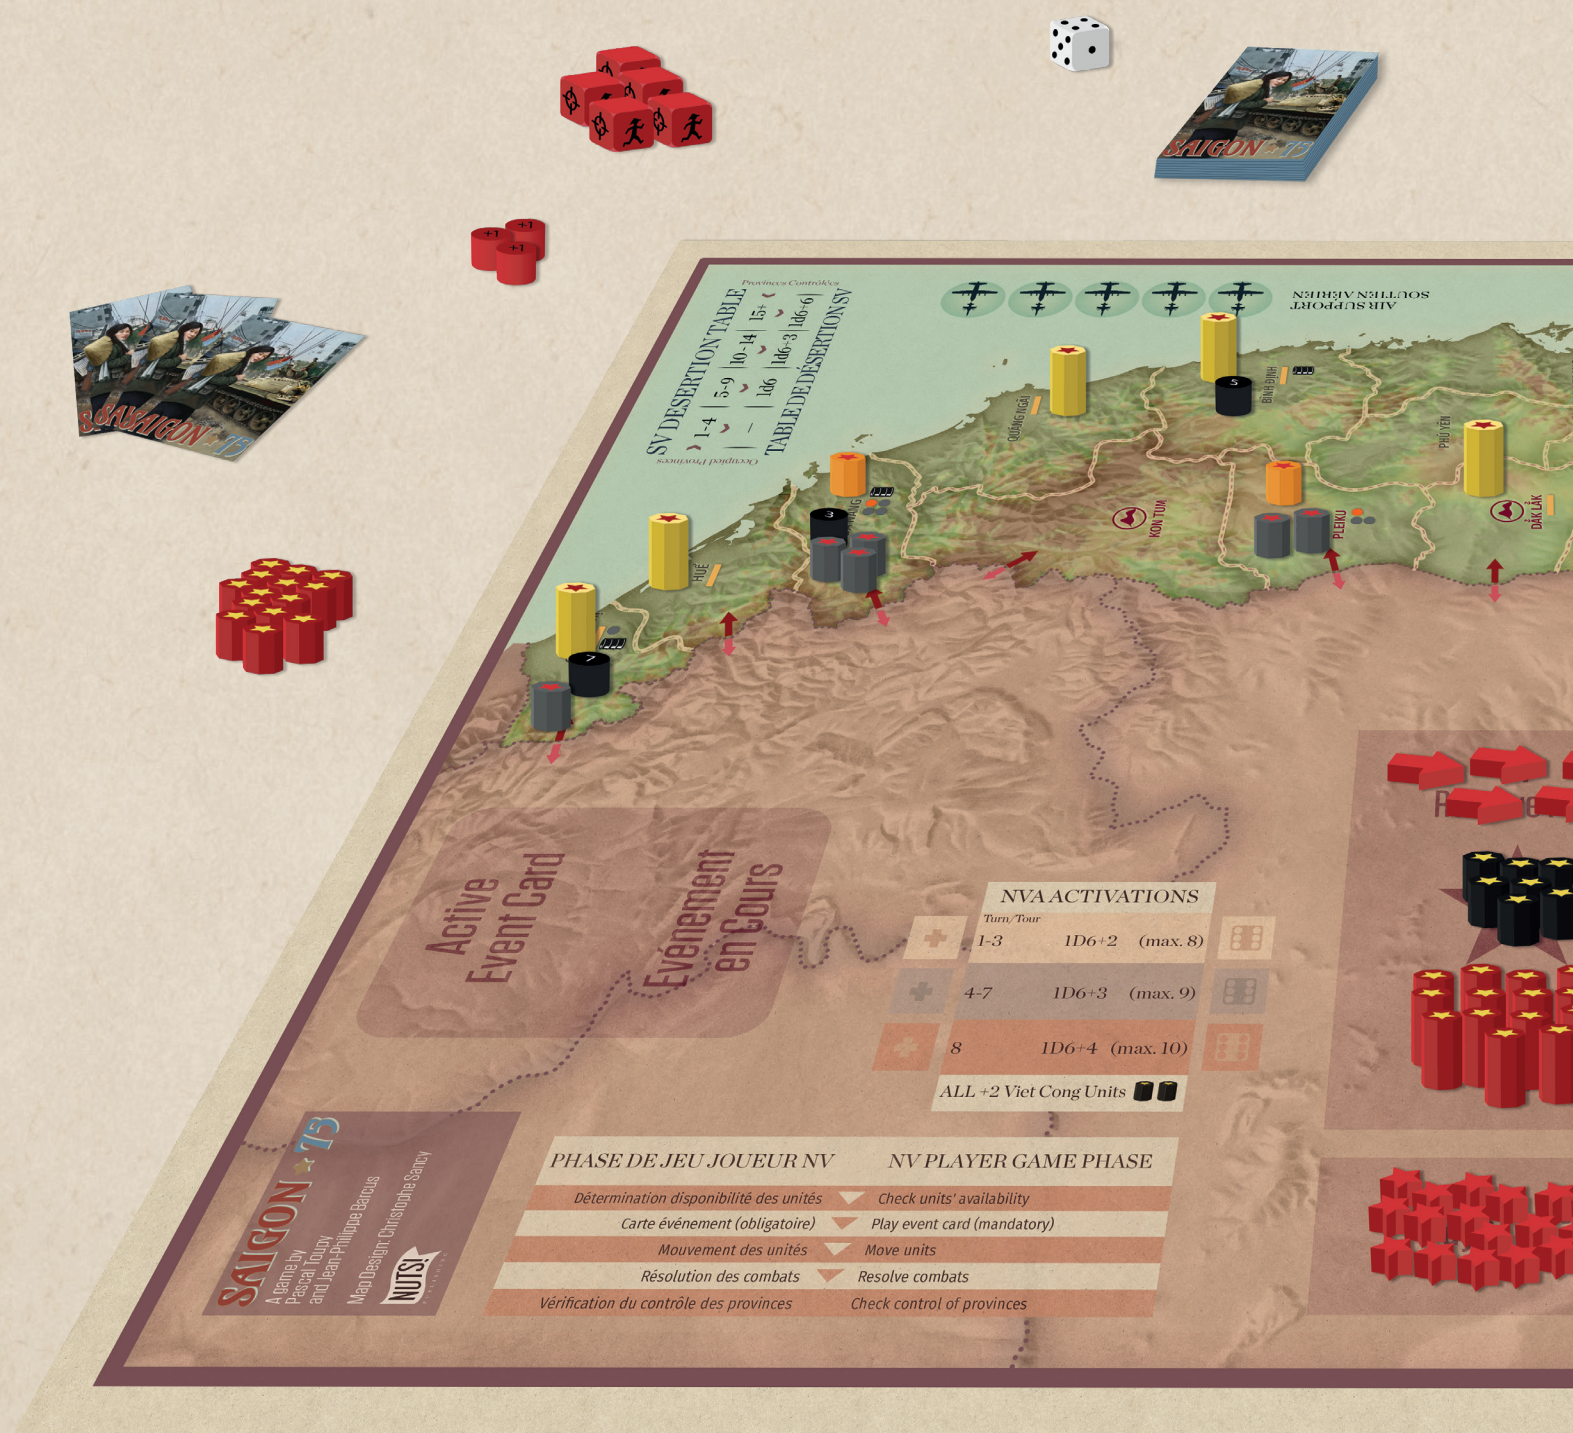 SAIGON 75
+1
+1
+1
SAIGON 75
SV DESERTION TABLE
Provinces Contrôlées
1-4
5-9
10-14
15+
–
1d6
1d6+3
1d6+6
TABLE DE DÉSERTION SV
Occupied Provinces
AIR SUPPORT
SOUTIEN AÉRIEN
QUẢNG NGÃI
5
BÌNH ĐỊNH
PHÚ YÊN
3
HUẾ
KON TUM
PLEIKU
ĐẮK LẮK
7
Active
Event Card
Evénement
en Cours
NVA ACTIVATIONS
Turn/Tour
1-3 1D6+2 (max. 8)
4-7 1D6+3 (max. 9)
8 1D6+4 (max. 10)
ALL +2 Viet Cong Units
PHASE DE JEU JOUEUR NV NV PLAYER GAME PHASE
Détermination disponibilité des unités Check units' availability
Carte événement (obligatoire) Play event card (mandatory)
Mouvement des unités Move units
Résolution des combats Resolve combats
Vérification du contrôle des provinces Check control of provinces
SAIGON 75
A game by
Pascal Toupy
and Jean-Philippe Barcus
Map Design: Christophe Sancy
NUTS!